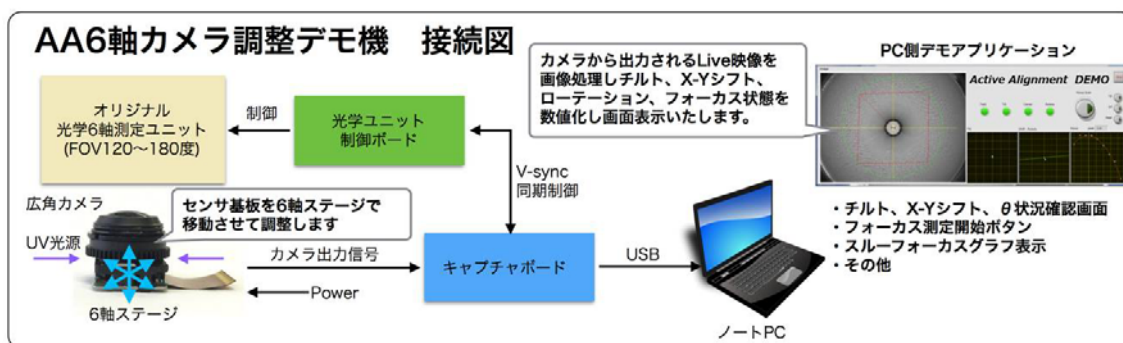 AA6軸カメラ調整デモ機　接続図
オリジナル
光学6軸測定ユニット
(FOV120〜180度)
制御
光学ユニット
制御ボード
カメラから出力されるLive映像を
画像処理しチルト、X-Yシフト、
ローテーション、フォーカス状態を
数値化し画面表示いたします。
PC側デモアプリケーション
Active Alignment DEMO
V-sync
同期制御
広角カメラ
センサ基板を6軸ステージで
移動させて調整します
UV光源
カメラ出力信号
キャプチャボード
USB
Power
6軸ステージ
ノートPC
・チルト、X-Yシフト、θ状況確認画面
・フォーカス測定開始ボタン
・スルーフォーカスグラフ表示
・その他